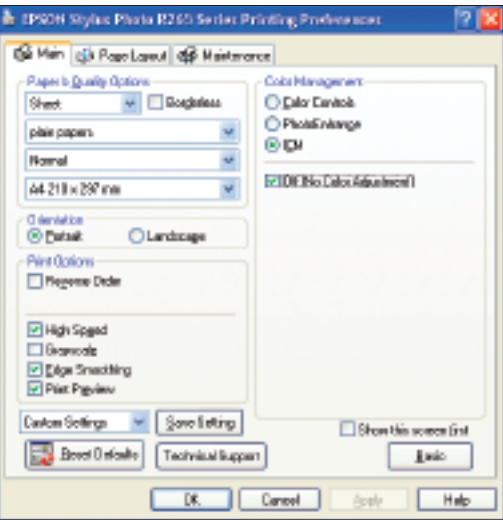 EPSON Stylus Photo R265 Series Printing Preferences
Main
Page Layout
Maintenance
Paper & Quality Options
Sheet
Borderless
plain papers
Normal
A4 210 x 297 mm
Orientation
Portrait
Landscape
Print Options
Reverse Order
High Speed
Grayscale
Edge Smoothing
Print Preview
Custom Settings
Save Setting
Reset Defaults
Technical Support
Color Management
Color Controls
PhotoEnhance
ICM
Off (No Color Adjustment)
Show this screen first
Basic
OK
Cancel
Apply
Help